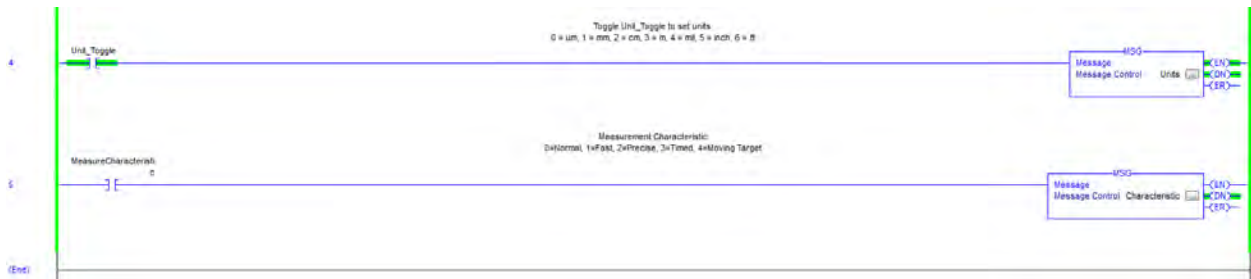 Toggle Unit_Toggle to set units
0 = um, 1 = mm, 2 = cm, 3 = m, 4 = mil, 5 = inch, 6 = ft
Unit_Toggle
MSG
4
Message
Message Control Units ...
EN
DN
ER
Measurement Characteristic
0=Normal, 1=Fast, 2=Precise, 3=Timed, 4=Moving Target
MeasureCharacteristi
c
MSG
5
Message
Message Control Characteristic ...
EN
DN
ER
(End)